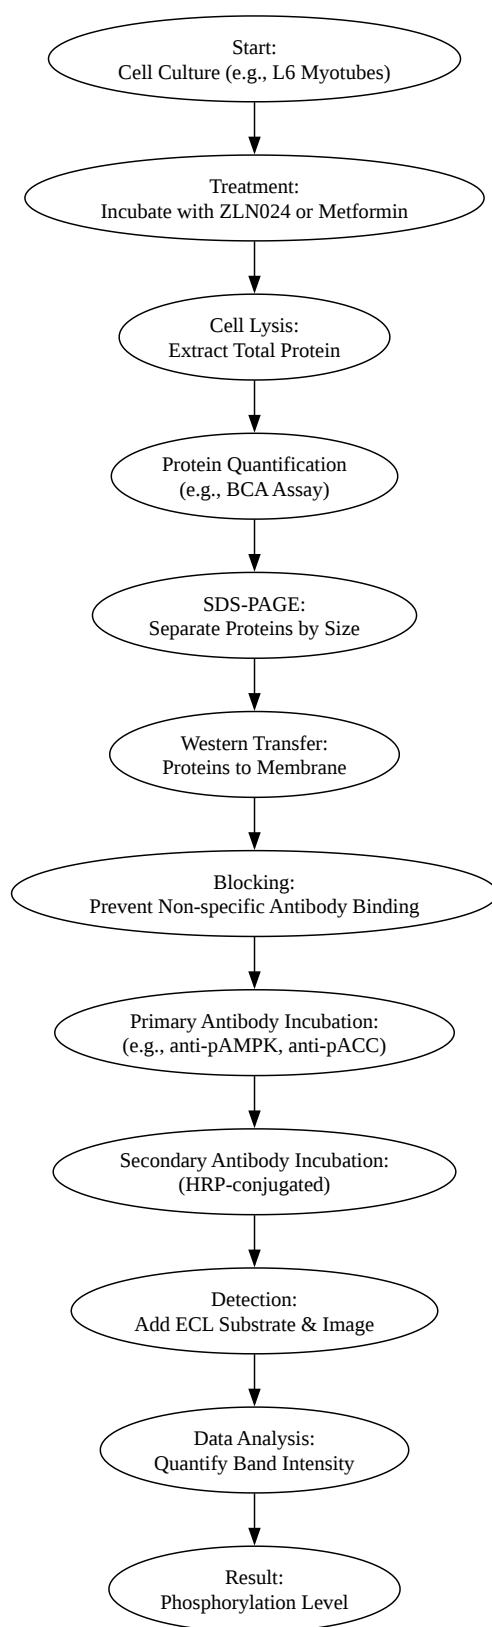 Start:
Cell Culture (e.g., L6 Myotubes)
Treatment:
Incubate with ZLN024 or Metformin
Cell Lysis:
Extract Total Protein
Protein Quantification
(e.g., BCA Assay)
SDS-PAGE:
Separate Proteins by Size
Western Transfer:
Proteins to Membrane
Blocking:
Prevent Non-specific Antibody Binding
Primary Antibody Incubation:
(e.g., anti-pAMPK, anti-pACC)
Secondary Antibody Incubation:
(HRP-conjugated)
Detection:
Add ECL Substrate & Image
Data Analysis:
Quantify Band Intensity
Result:
Phosphorylation Level